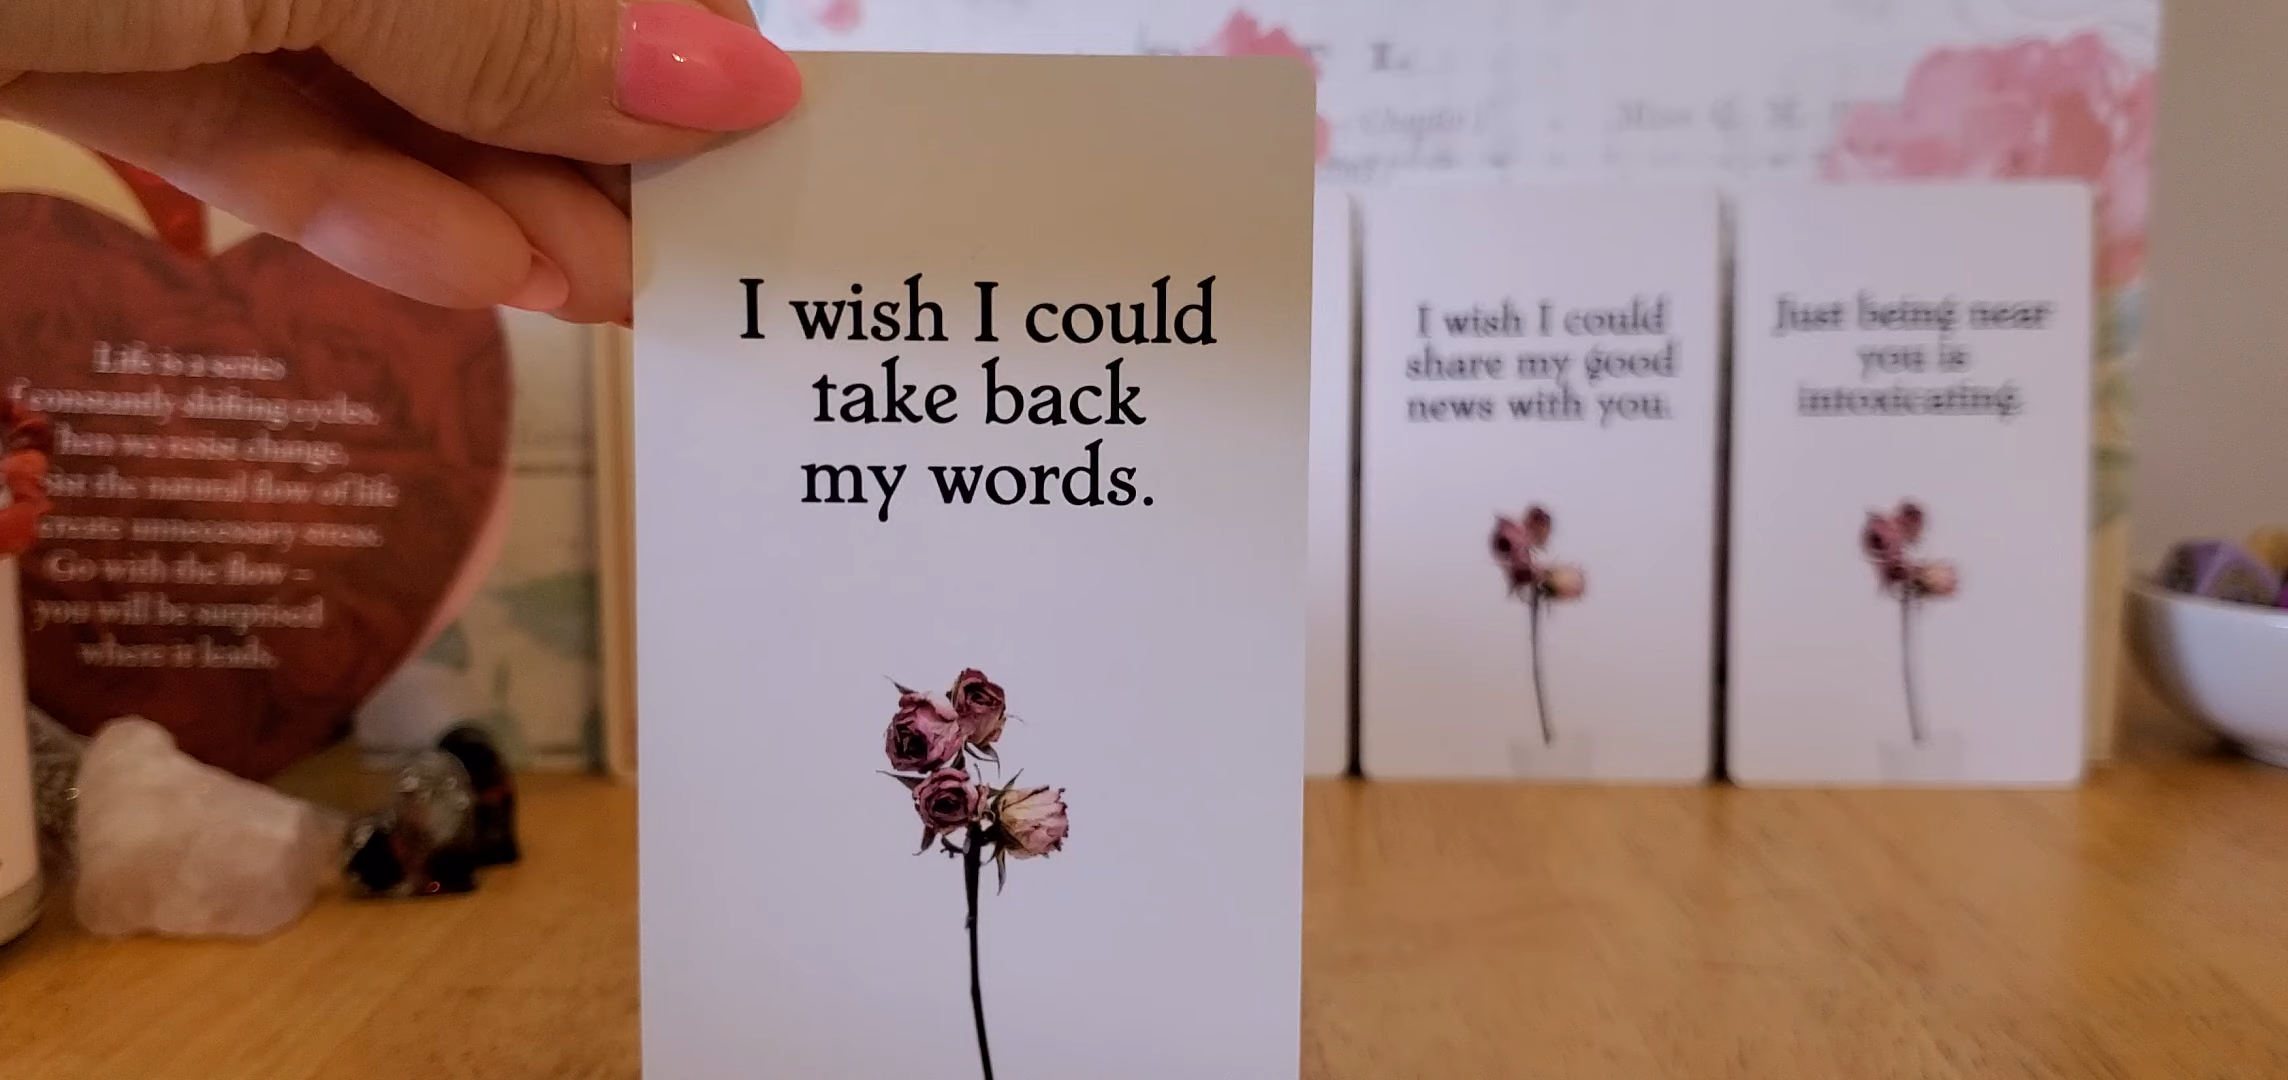 I wish I could
take back
my words.
I wish I could
share my good
news with you.
Just being near
you is
intoxicating.
Life is a series
constantly shifting cycles.
we resist change,
the natural flow of life
create unnecessary stress.
Go with the flow –
you will be surprised
where it leads.